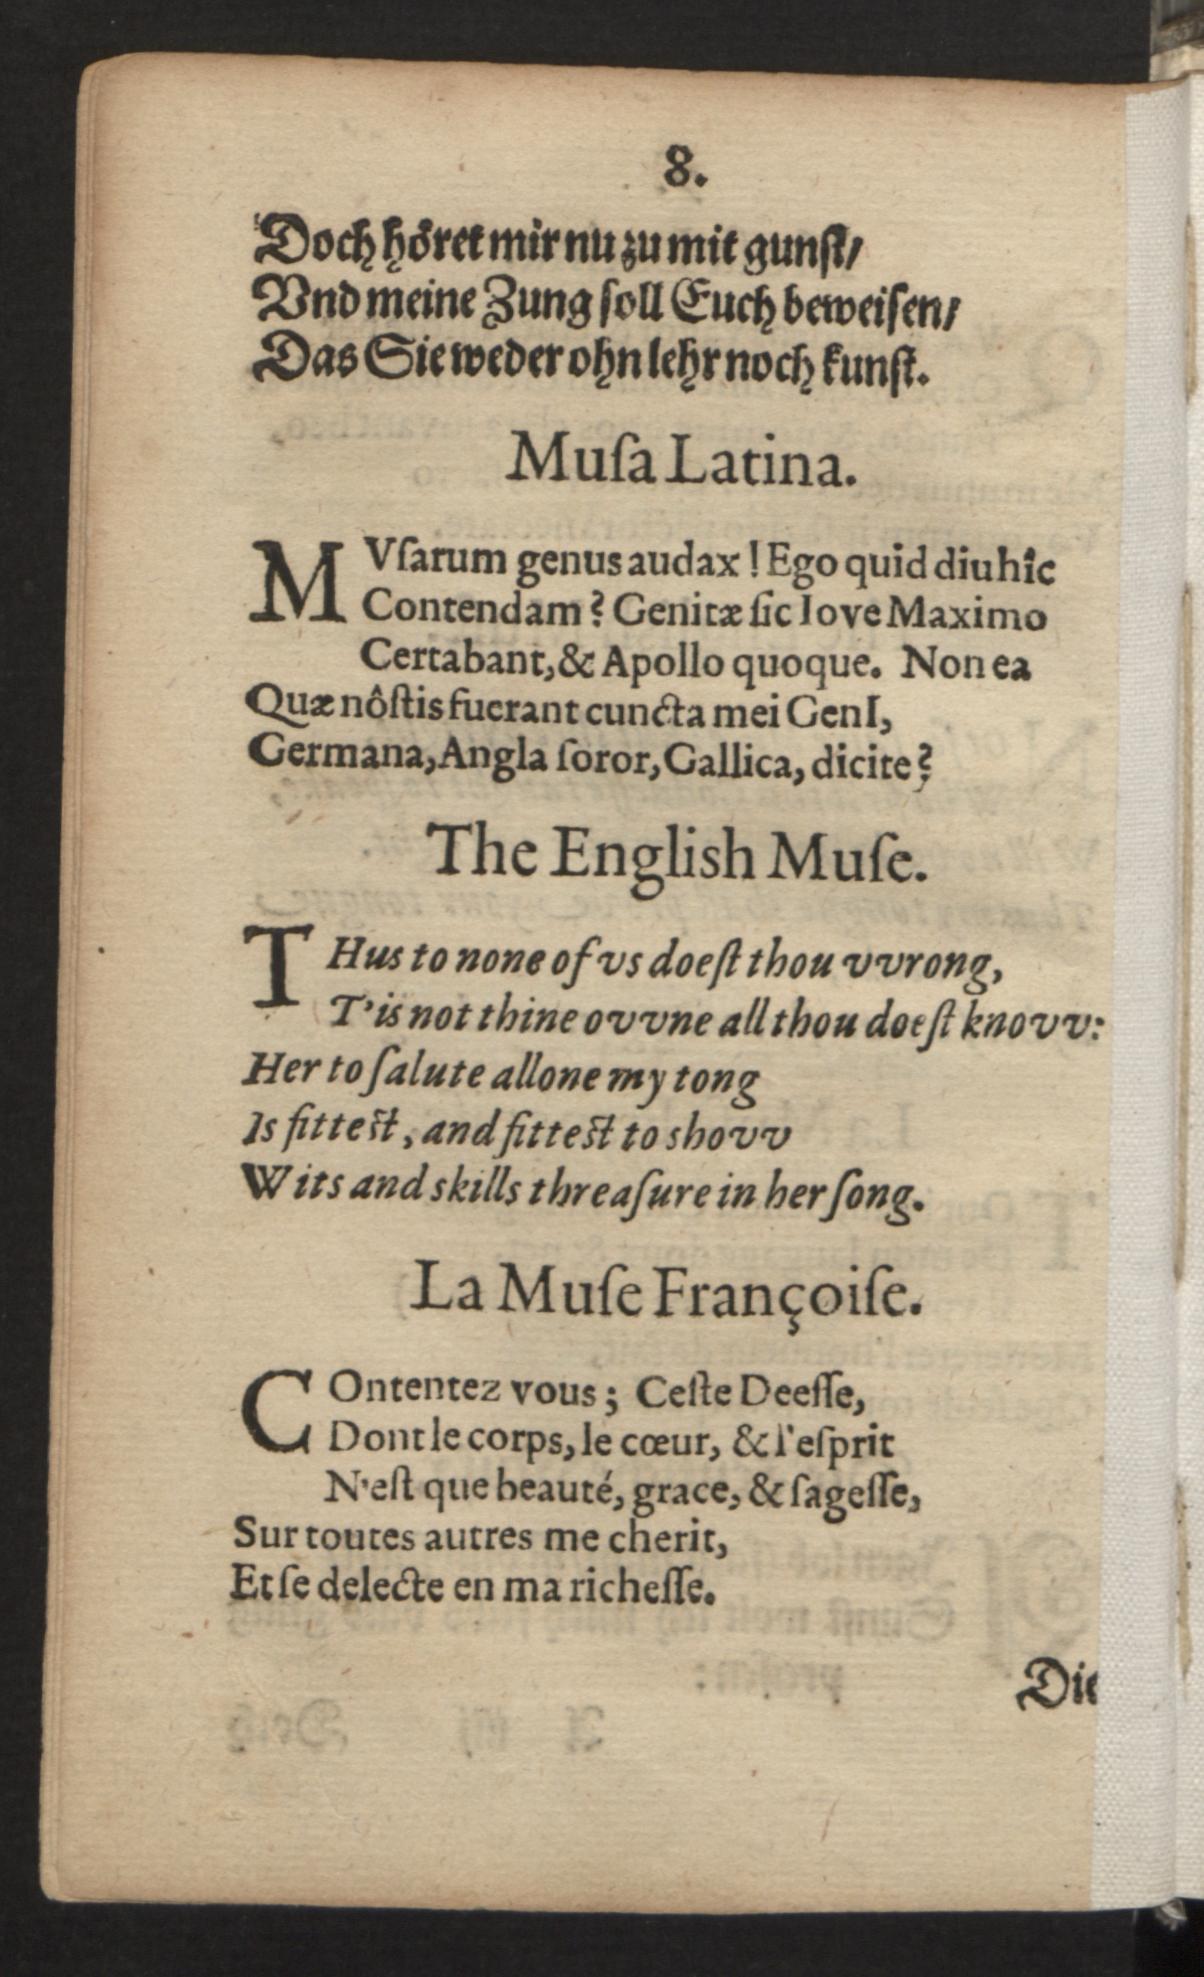 8.
Doch höret mir nu zu mit gunſt/
Vnd meine Zung ſoll Euch beweiſen/
Das Sie weder ohn lehr noch kunſt.
Muſa Latina.
MVſarum genus audax! Ego quid diu hîc
Contendam? Genitæ ſic Iove Maximo
Certabant, & Apollo quoque. Non ea
Quæ nôſtis fuerant cuncta mei GenI,
Germana, Angla ſoror, Gallica, dicite?
The English Muſe.
THus to none of vs doeſt thou vvrong,
T'is not thine ovvne all thou doeſt knovv:
Her to ſalute allone my tong
Is fitteſt, and fitteſt to shovv
Wits and skills threaſure in her ſong.
La Muſe Françoiſe.
COntentez vous; Ceſte Deeſſe,
Dont le corps, le cœur, & l'eſprit
N'eſt que beauté, grace, & ſageſſe,
Sur toutes autres me cherit,
Et ſe delecte en ma richeſſe.
Die